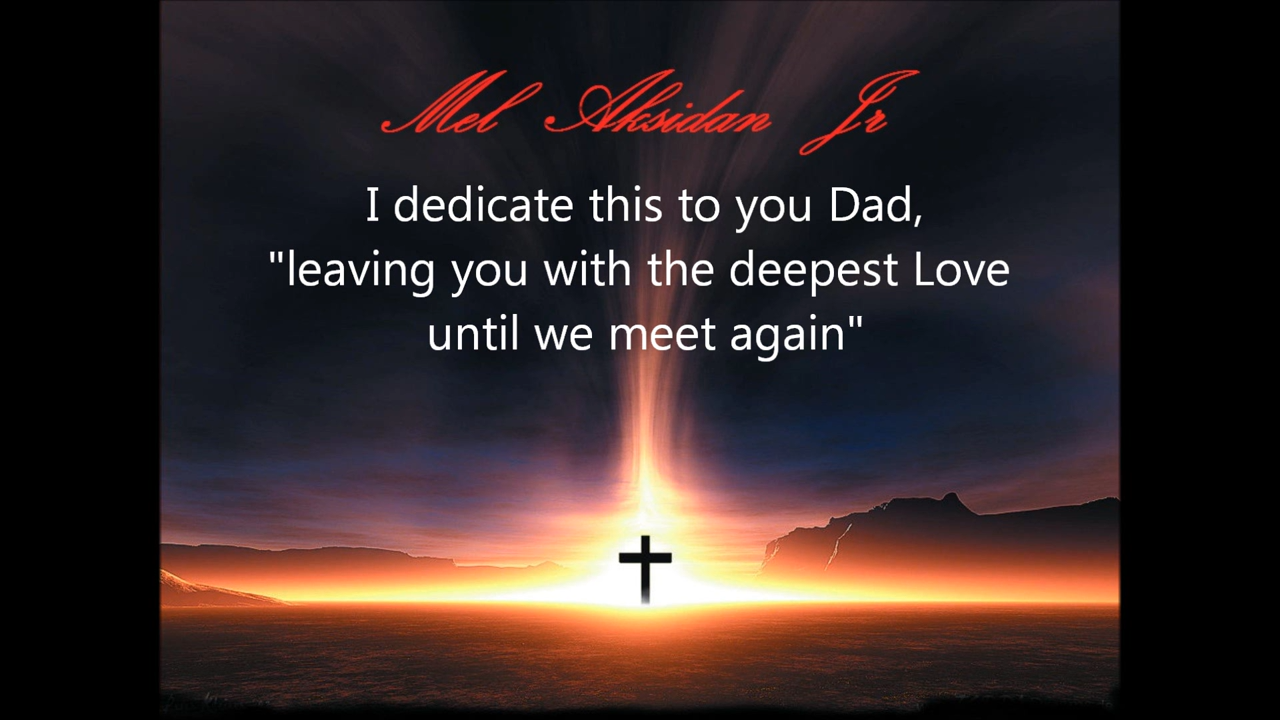 Mel Aksidan Jr
I dedicate this to you Dad,
"leaving you with the deepest Love
until we meet again"